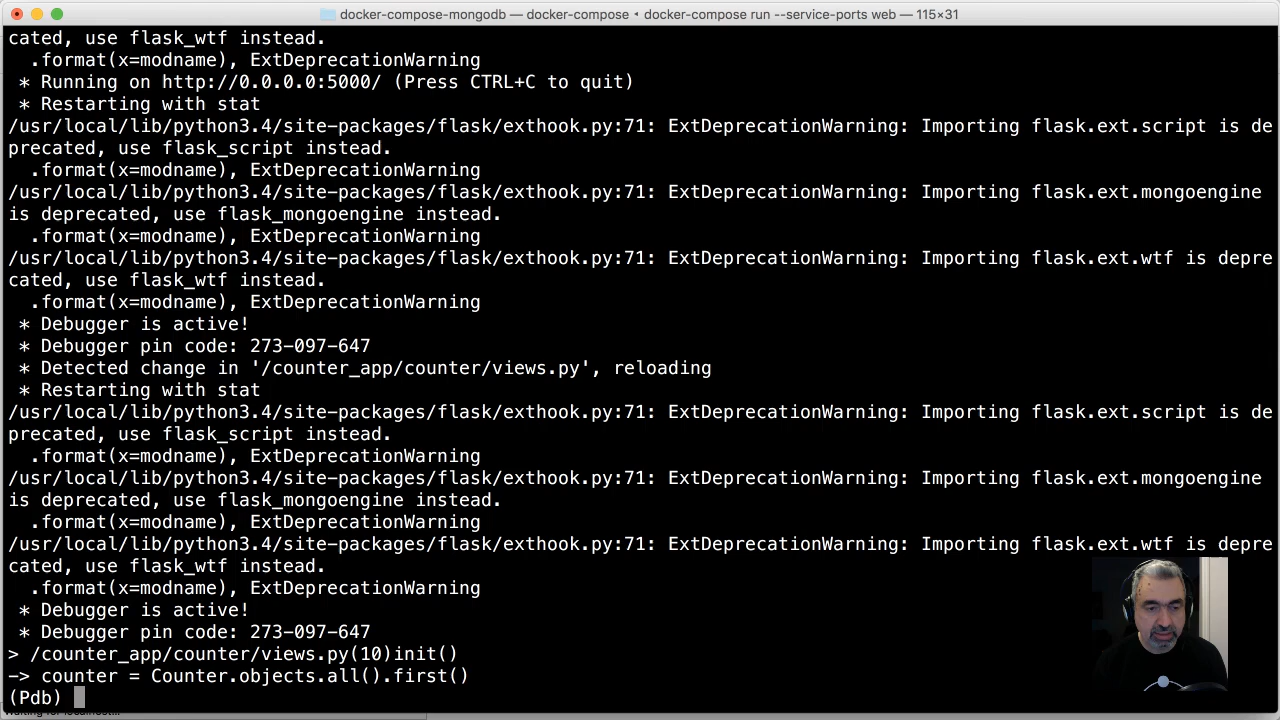 docker-compose-mongodb — docker-compose • docker-compose run --service-ports web — 115×31
cated, use flask_wtf instead.
.format(x=modname), ExtDeprecationWarning
* Running on http://0.0.0.0:5000/ (Press CTRL+C to quit)
* Restarting with stat
/usr/local/lib/python3.4/site-packages/flask/exthook.py:71: ExtDeprecationWarning: Importing flask.ext.script is de
precated, use flask_script instead.
.format(x=modname), ExtDeprecationWarning
/usr/local/lib/python3.4/site-packages/flask/exthook.py:71: ExtDeprecationWarning: Importing flask.ext.mongoengine
is deprecated, use flask_mongoengine instead.
.format(x=modname), ExtDeprecationWarning
/usr/local/lib/python3.4/site-packages/flask/exthook.py:71: ExtDeprecationWarning: Importing flask.ext.wtf is depre
cated, use flask_wtf instead.
.format(x=modname), ExtDeprecationWarning
* Debugger is active!
* Debugger pin code: 273-097-647
* Detected change in '/counter_app/counter/views.py', reloading
* Restarting with stat
/usr/local/lib/python3.4/site-packages/flask/exthook.py:71: ExtDeprecationWarning: Importing flask.ext.script is de
precated, use flask_script instead.
.format(x=modname), ExtDeprecationWarning
/usr/local/lib/python3.4/site-packages/flask/exthook.py:71: ExtDeprecationWarning: Importing flask.ext.mongoengine
is deprecated, use flask_mongoengine instead.
.format(x=modname), ExtDeprecationWarning
/usr/local/lib/python3.4/site-packages/flask/exthook.py:71: ExtDeprecationWarning: Importing flask.ext.wtf is depre
cated, use flask_wtf instead.
.format(x=modname), ExtDeprecationWarning
* Debugger is active!
* Debugger pin code: 273-097-647
> /counter_app/counter/views.py(10)init()
-> counter = Counter.objects.all().first()
(Pdb)